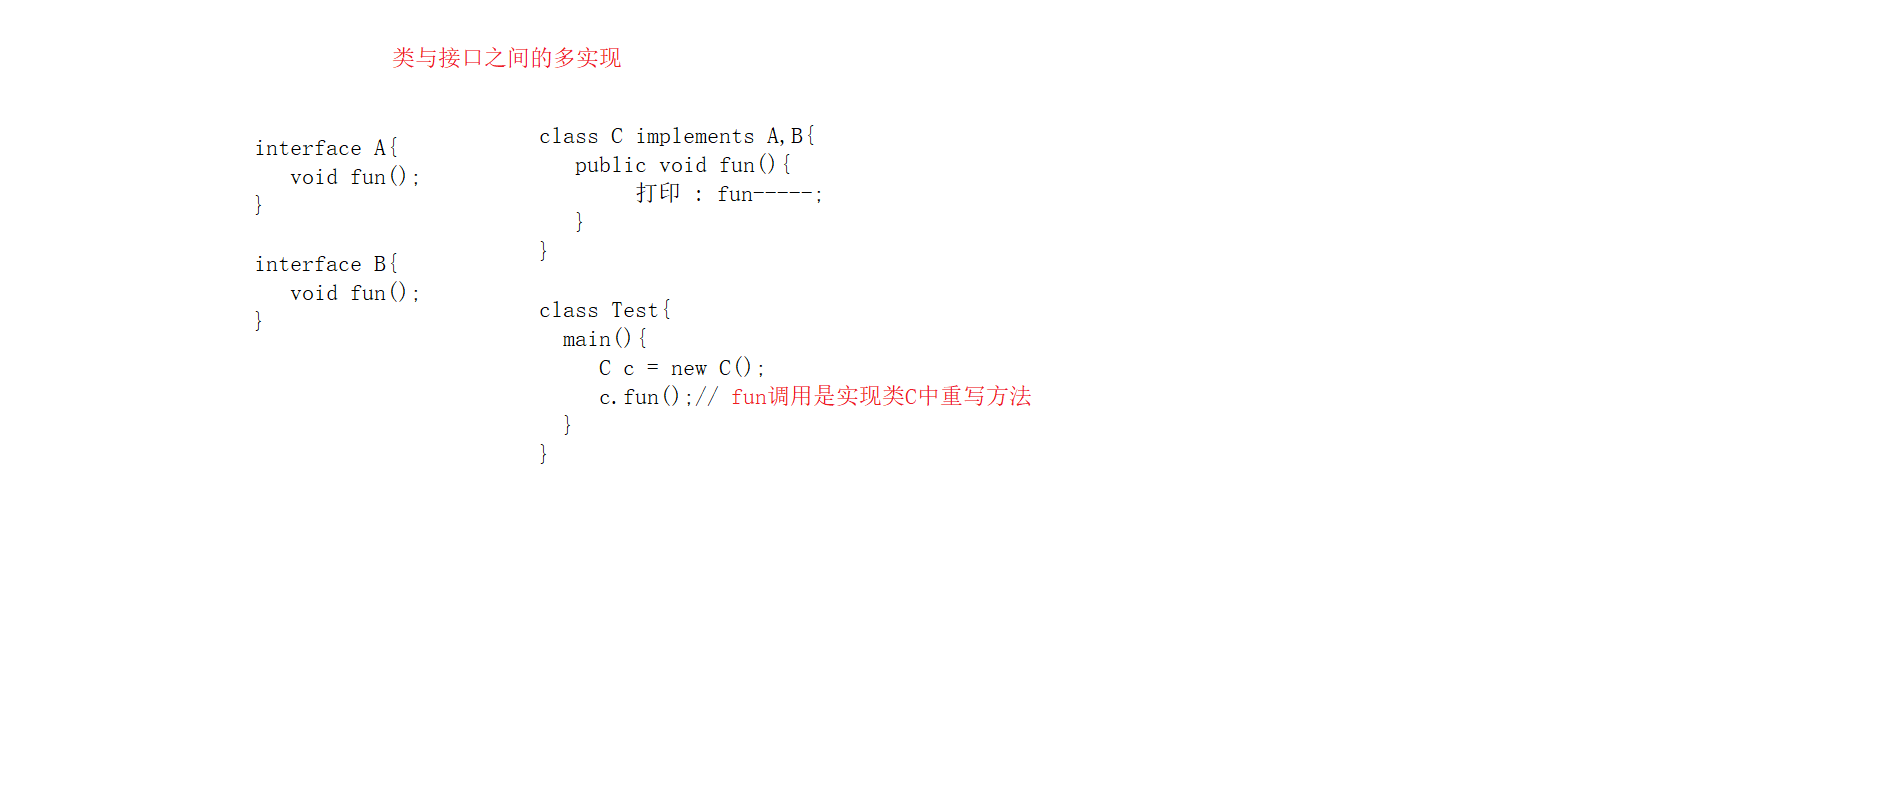 类与接口之间的多实现
interface A{
void fun();
}
interface B{
void fun();
}
class C implements A,B{
public void fun(){
打印 : fun-----;
}
}
class Test{
main(){
C c = new C();
c.fun();// fun调用是实现类C中重写方法
}
}